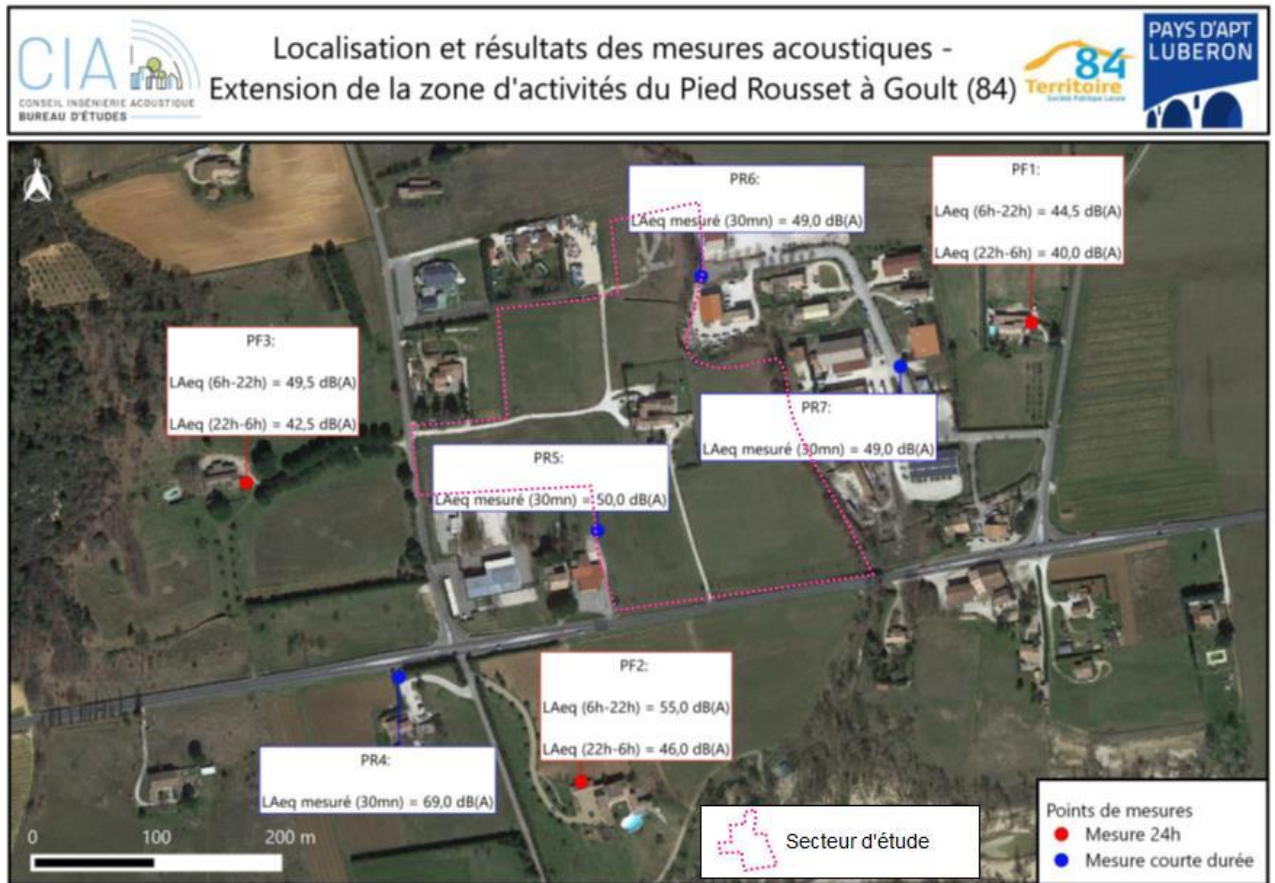 CIA
CONSEIL INGÉNIERIE ACOUSTIQUE
BUREAU D'ÉTUDES
Localisation et résultats des mesures acoustiques -
Extension de la zone d'activités du Pied Rousset à Goult (84)
84
Territoire
Société Publique Locale
PAYS D'APT
LUBERON
N
PR6:
LAeq mesuré (30mn) = 49,0 dB(A)
PF1:
LAeq (6h-22h) = 44,5 dB(A)
LAeq (22h-6h) = 40,0 dB(A)
PF3:
LAeq (6h-22h) = 49,5 dB(A)
LAeq (22h-6h) = 42,5 dB(A)
PR7:
LAeq mesuré (30mn) = 49,0 dB(A)
PR5:
LAeq mesuré (30mn) = 50,0 dB(A)
PF2:
LAeq (6h-22h) = 55,0 dB(A)
LAeq (22h-6h) = 46,0 dB(A)
PR4:
LAeq mesuré (30mn) = 69,0 dB(A)
0 100 200 m
Secteur d'étude
Points de mesures
Mesure 24h
Mesure courte durée